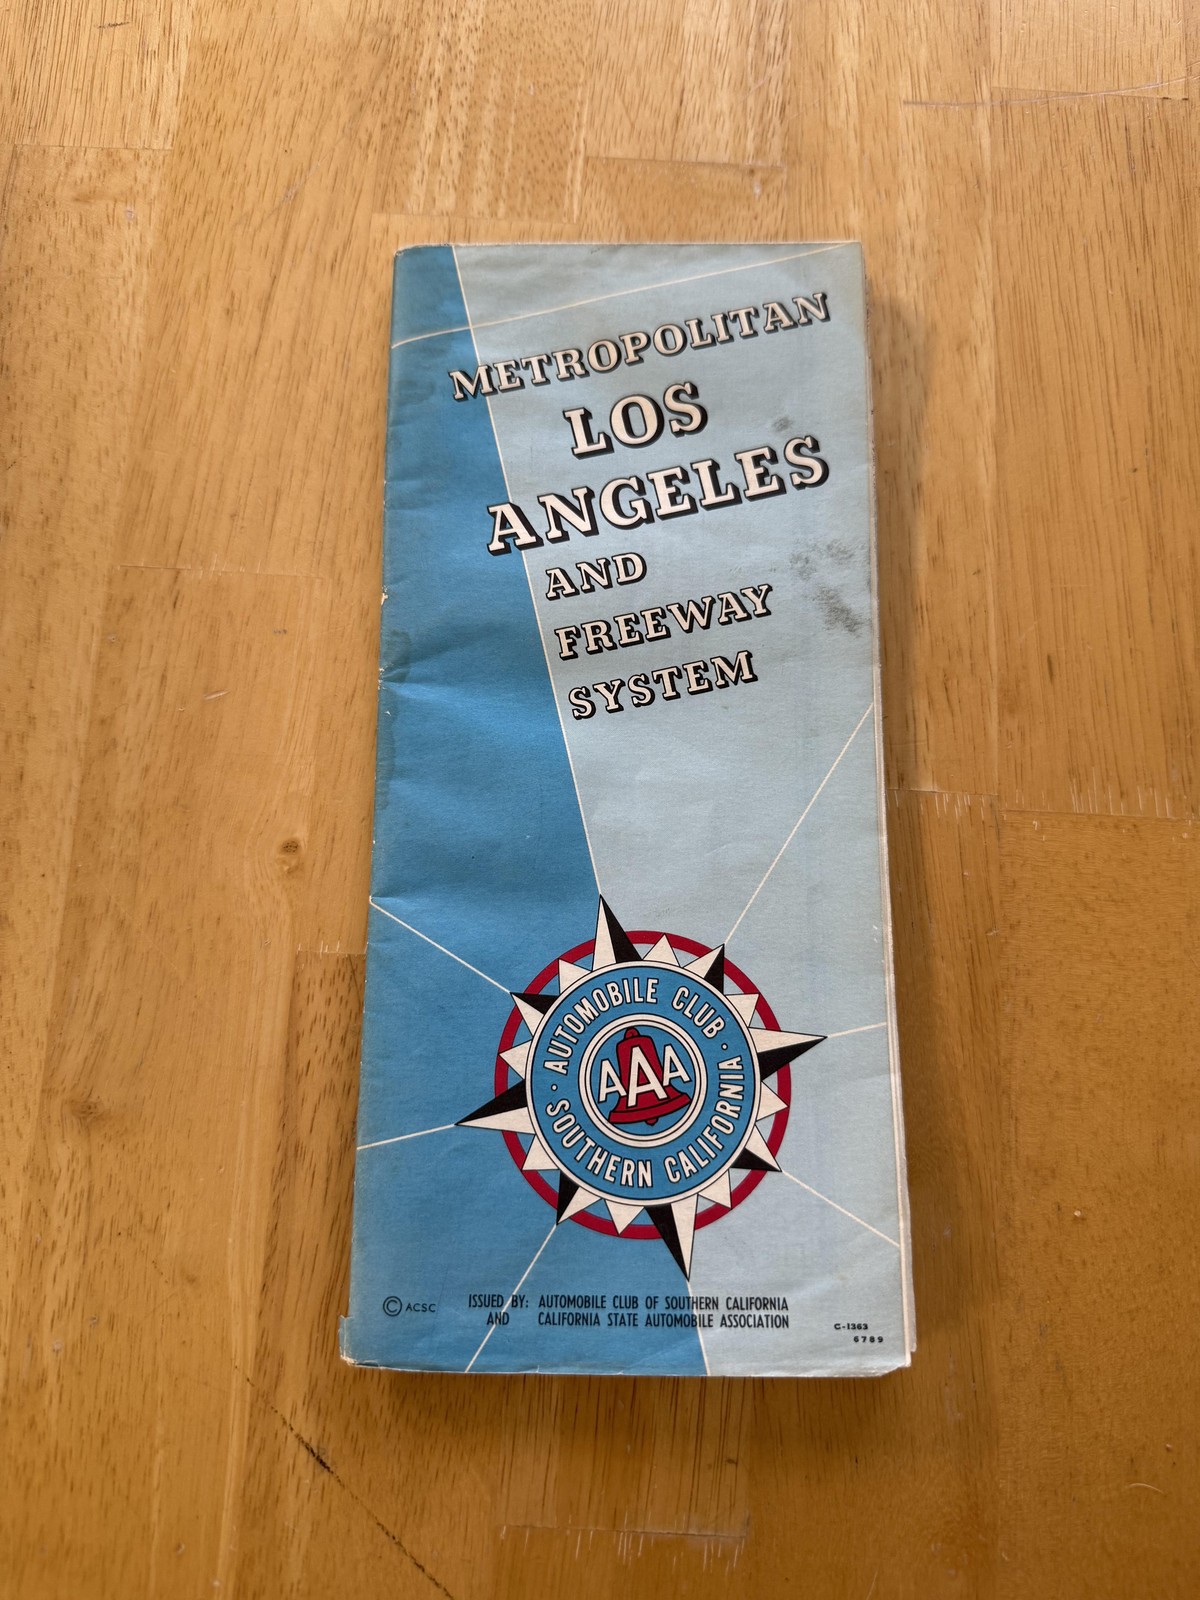 METROPOLITAN
LOS
ANGELES
AND
FREEWAY
SYSTEM
AUTOMOBILE CLUB
· SOUTHERN CALIFORNIA ·
AAA
© ACSC
ISSUED BY: AUTOMOBILE CLUB OF SOUTHERN CALIFORNIA
AND CALIFORNIA STATE AUTOMOBILE ASSOCIATION
C-1363
6789